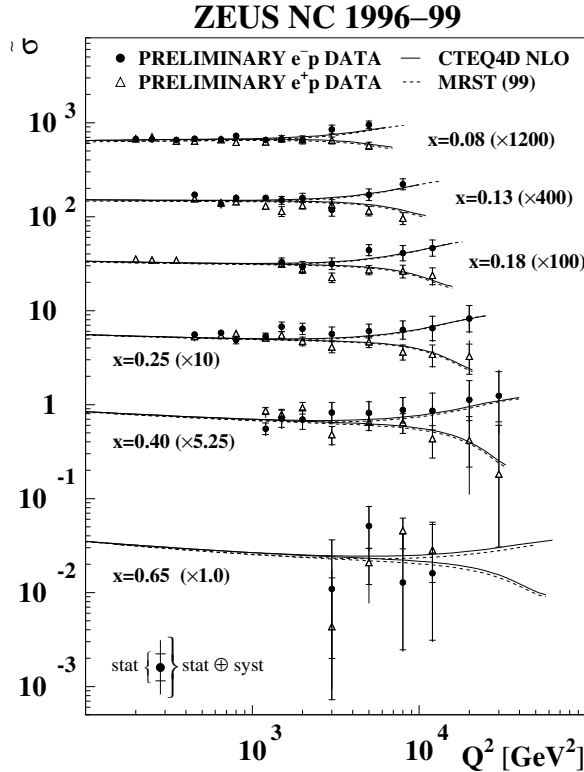 ZEUS NC 1996–99
σ̃
PRELIMINARY e⁻p DATA
CTEQ4D NLO
PRELIMINARY e⁺p DATA
MRST (99)
10³
x=0.08 (×1200)
x=0.13 (×400)
10²
x=0.18 (×100)
10
x=0.25 (×10)
1
x=0.40 (×5.25)
10⁻¹
10⁻²
x=0.65 (×1.0)
stat { } stat ⊕ syst
10⁻³
10³ 10⁴
Q² [GeV²]